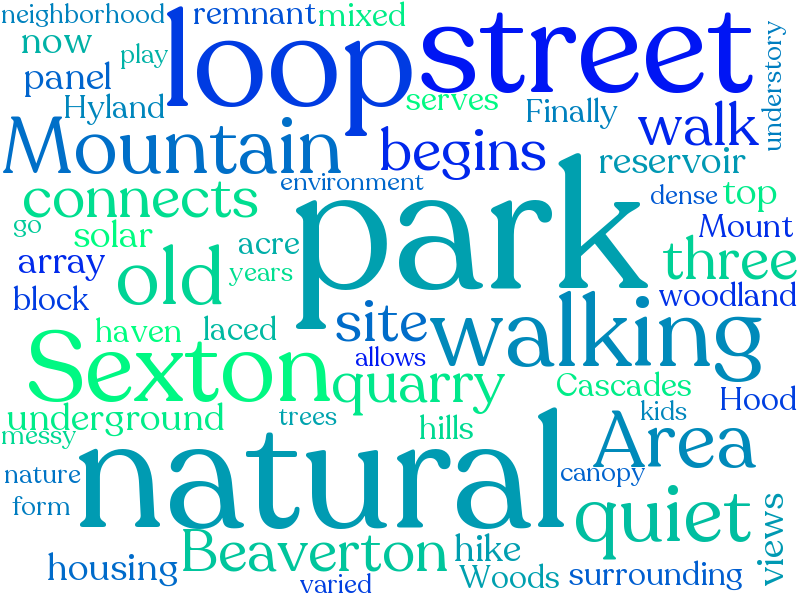 neighborhood
remnant
mixed
loop
street
now
play
panel
understory
Hyland
serves
Finally
walk
Mountain
begins
reservoir
environment
connects
park
dense
top
go
solar
Mount
acre
array
old
years
three
block
woodland
haven
laced
site
walking
allows
Sexton
quarry
Cascades
Hood
underground
trees
kids
messy
hills
Area
natural
nature
canopy
form
quiet
views
Beaverton
hike
housing
Woods
surrounding
varied